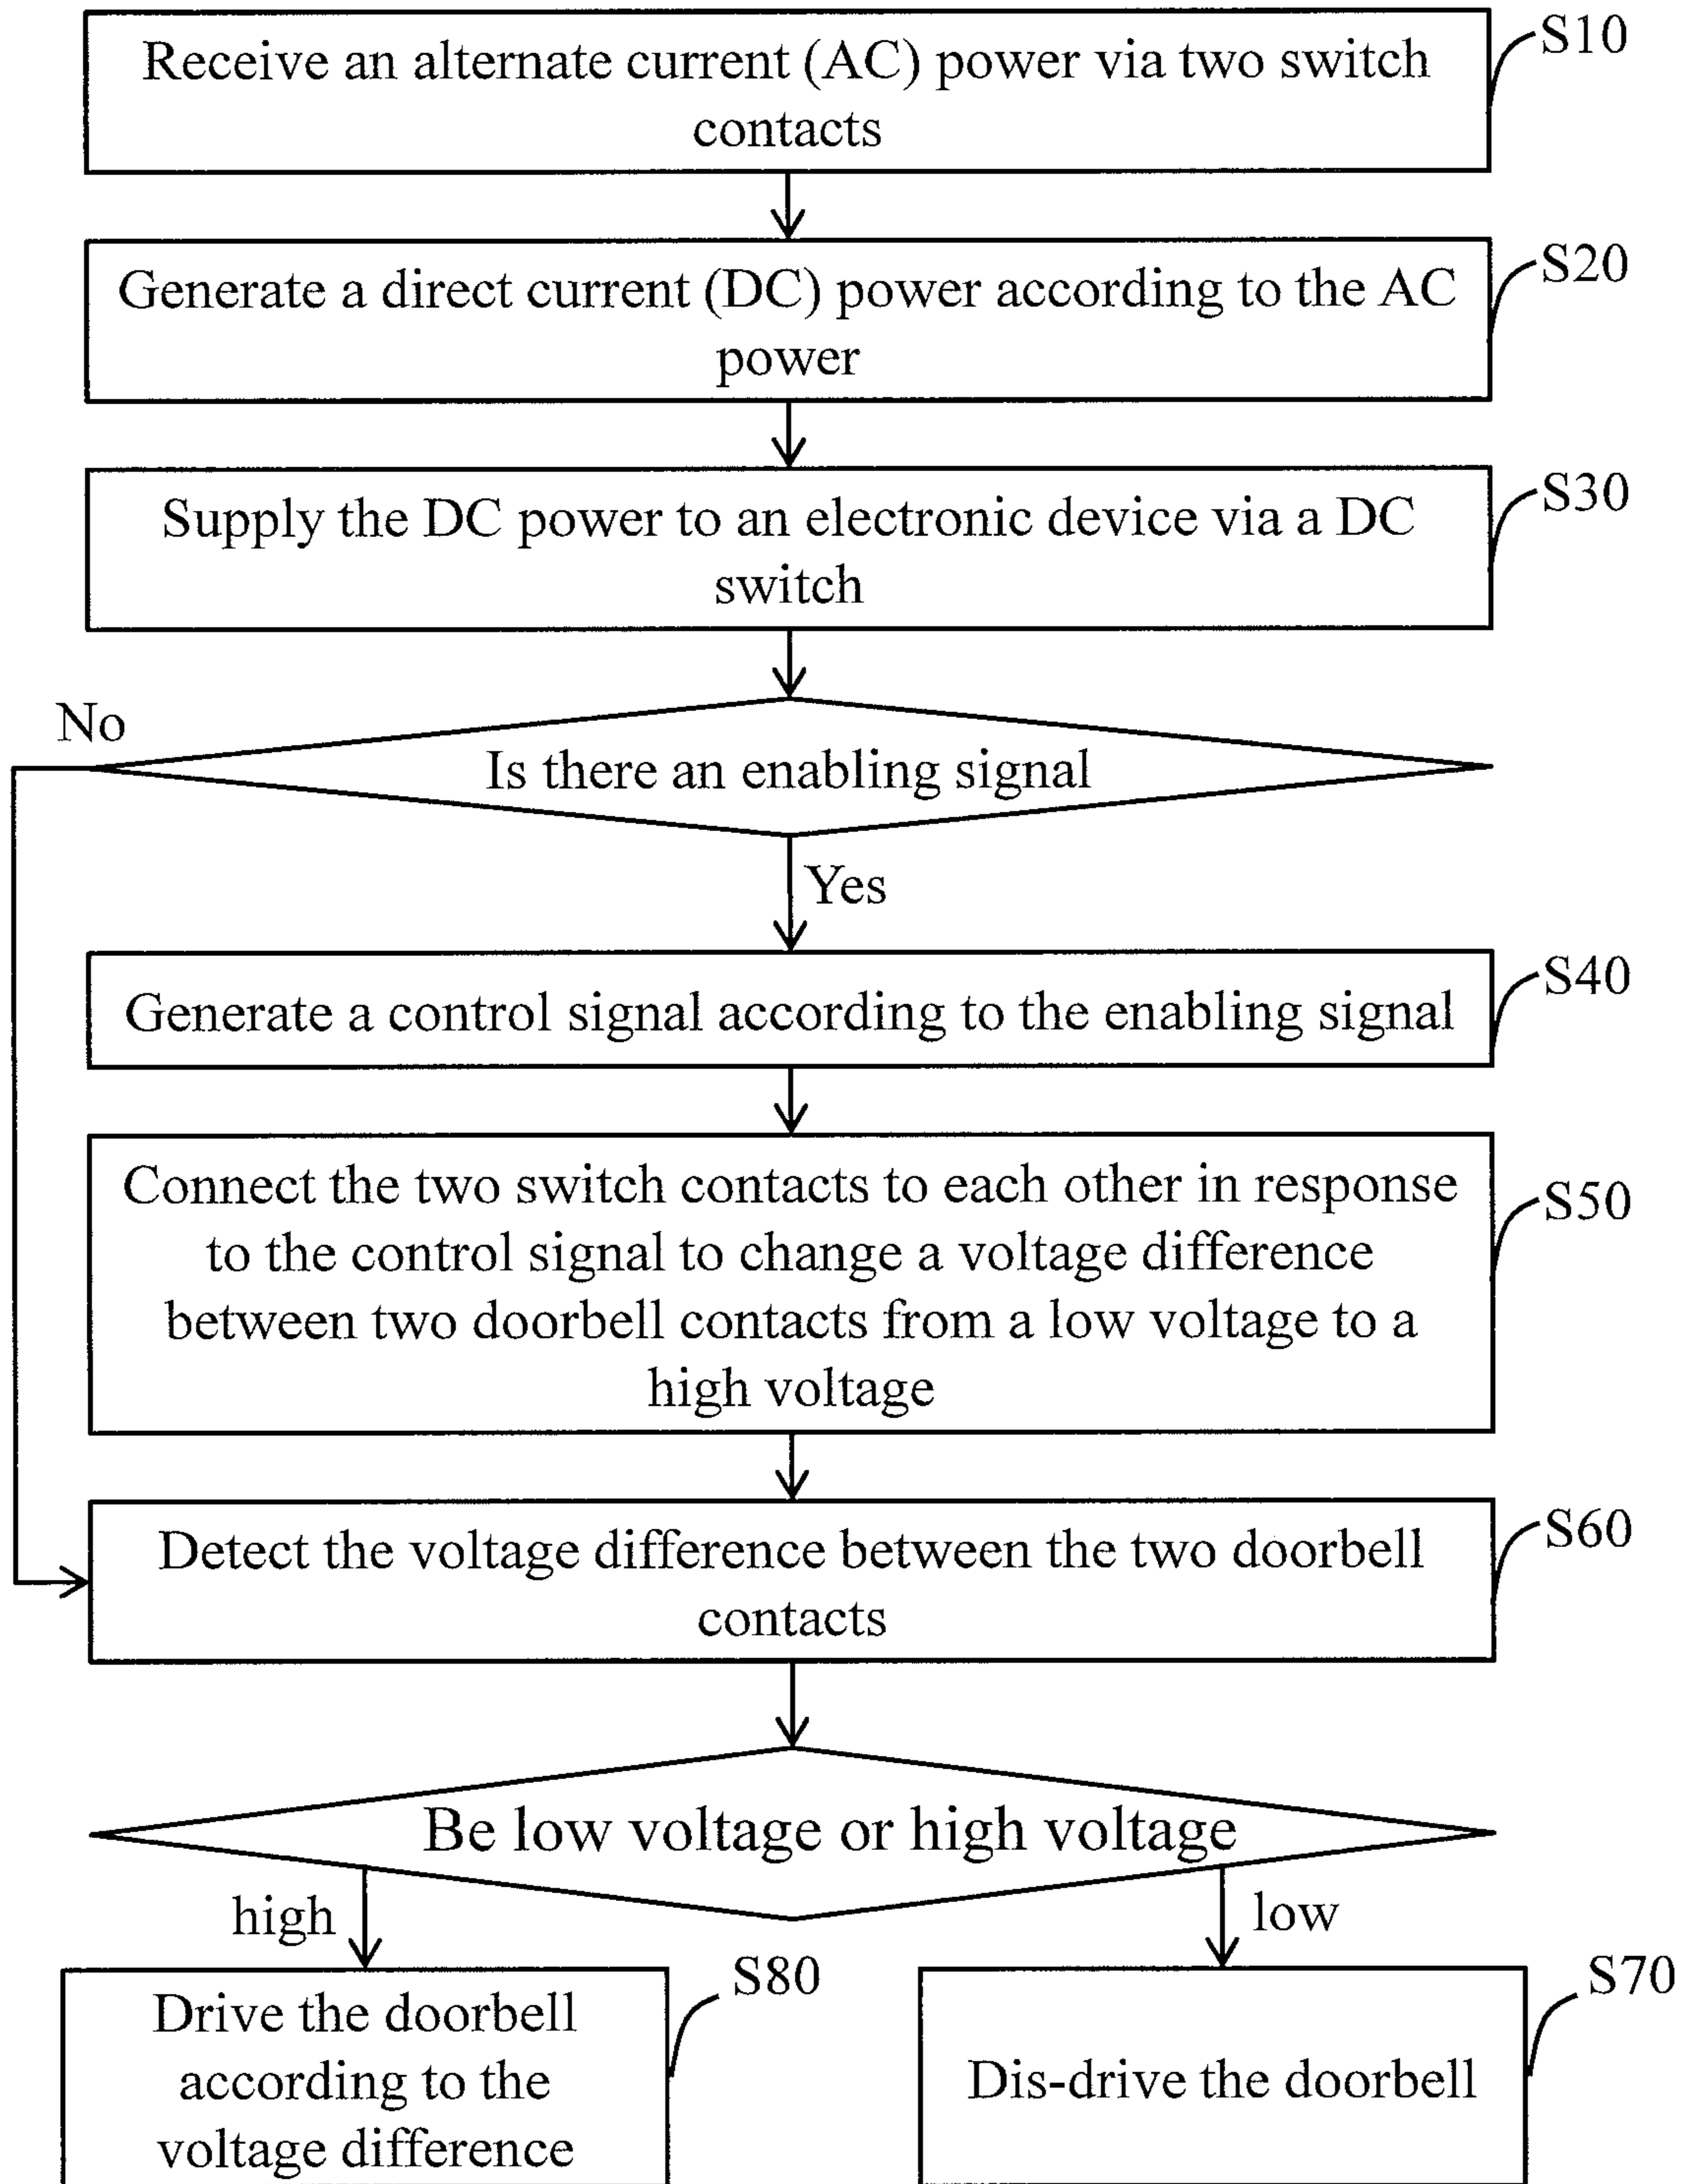 Receive an alternate current (AC) power via two switch
contacts
S10
Generate a direct current (DC) power according to the AC
power
S20
Supply the DC power to an electronic device via a DC
switch
S30
No
Is there an enabling signal
Yes
Generate a control signal according to the enabling signal
S40
Connect the two switch contacts to each other in response
to the control signal to change a voltage difference
between two doorbell contacts from a low voltage to a
high voltage
S50
Detect the voltage difference between the two doorbell
contacts
S60
Be low voltage or high voltage
high
low
Drive the doorbell
according to the
voltage difference
S80
Dis-drive the doorbell
S70